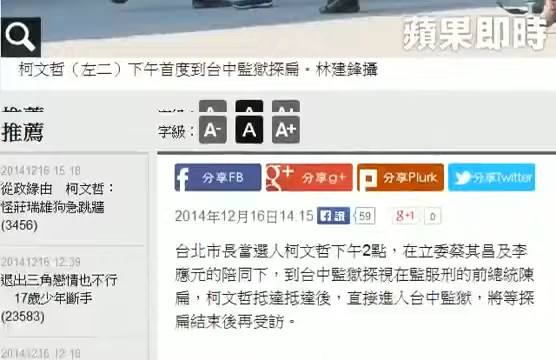 蘋果即時
柯文哲（左二）下午首度到台中監獄探扁。林建鋒攝
推薦
字級： A- A A+
20141216 15:18
從政緣由　柯文哲：
怪莊瑞雄狗急跳牆
(3456)
20141216 12:39
退出三角戀情也不行
17歲少年斷手
(23583)
20141216 12:18
分享FB
分享g+
分享Plurk
分享Twitter
2014年12月16日14:15 讚 59 g+1 0
台北市長當選人柯文哲下午2點，在立委蔡其昌及李
應元的陪同下，到台中監獄探視在監服刑的前總統陳
扁，柯文哲抵達抵達後，直接進入台中監獄，將等探
扁結束後再受訪。